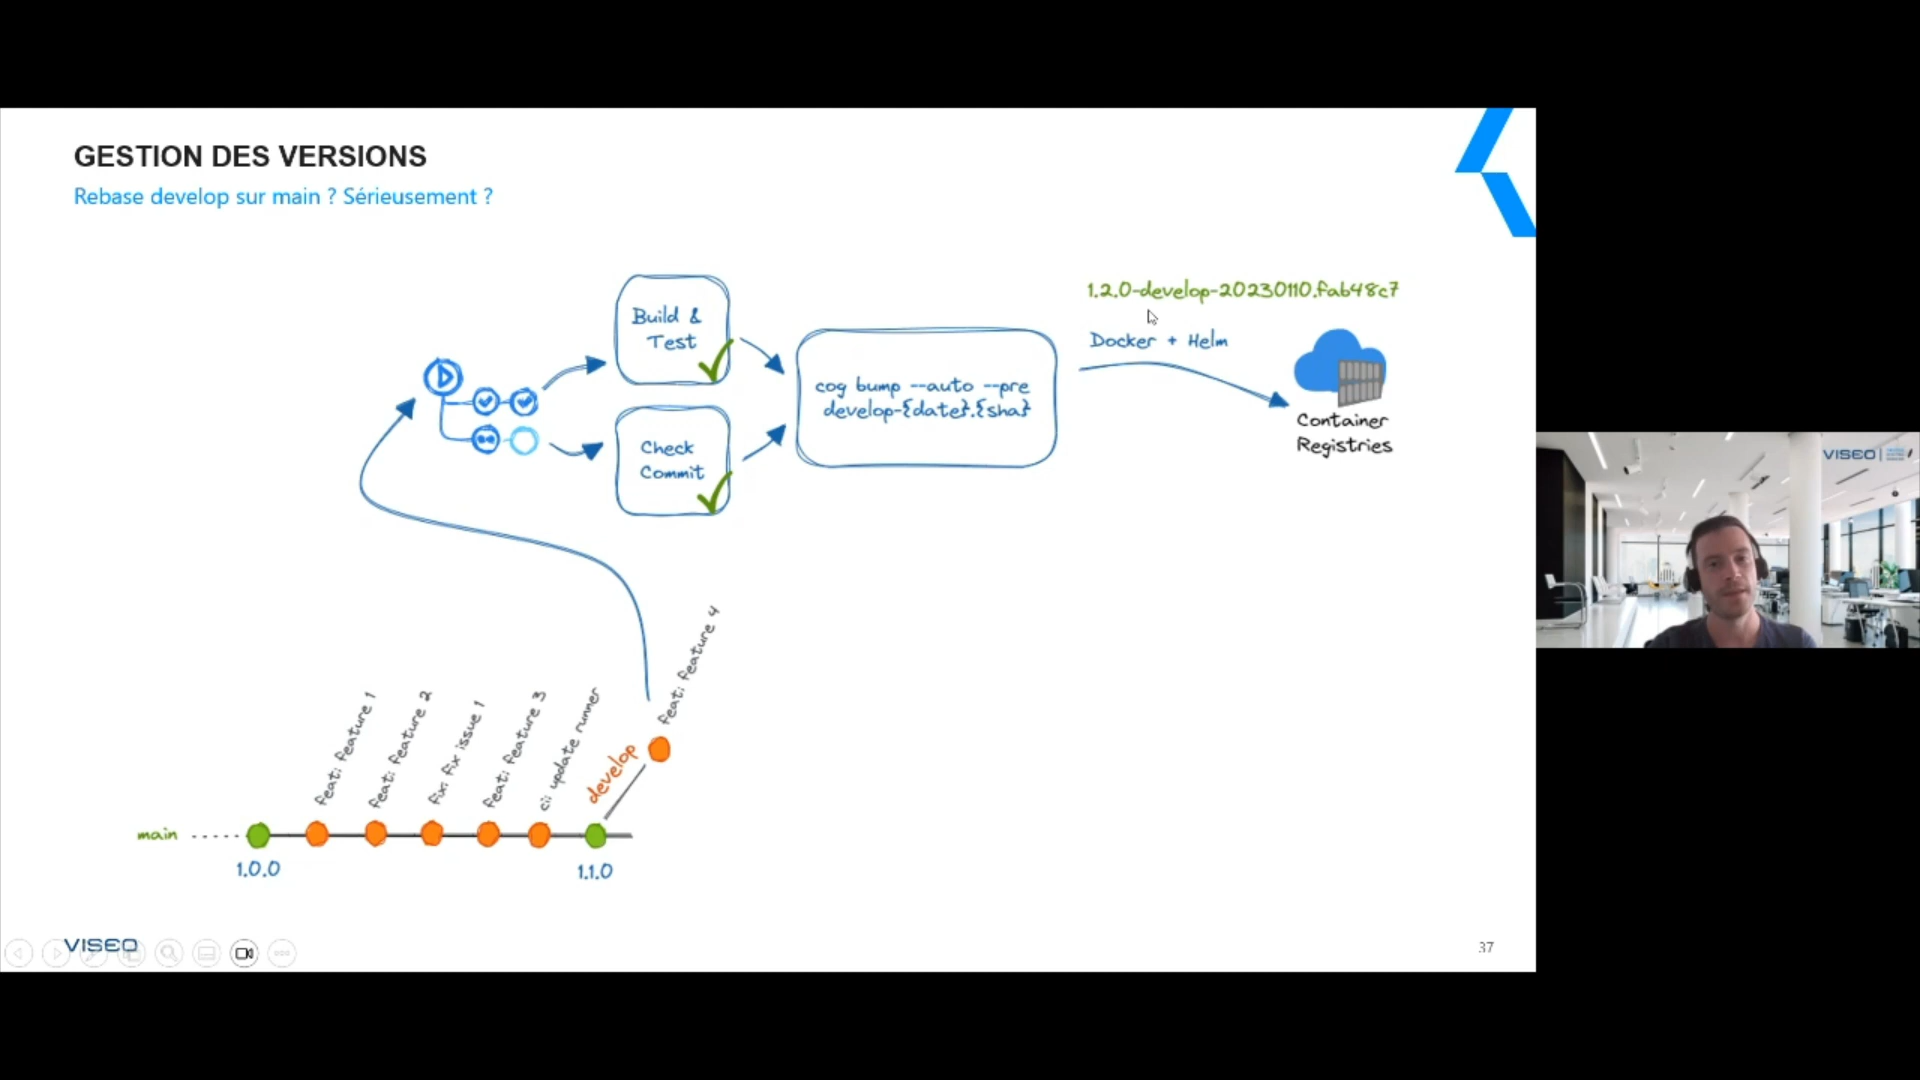 GESTION DES VERSIONS
Rebase develop sur main ? Sérieusement ?
Build &
Test
Check
Commit
cog bump --auto --pre
develop-{date}.{sha}
1.2.0-develop-20230110.fab48c7
Docker + Helm
Container
Registries
feat: feature 1
feat: feature 2
fix: fix issue 1
feat: feature 3
ci: update runner
develop
feat: feature 4
main
1.0.0
1.1.0
VISEO
37
VISEO